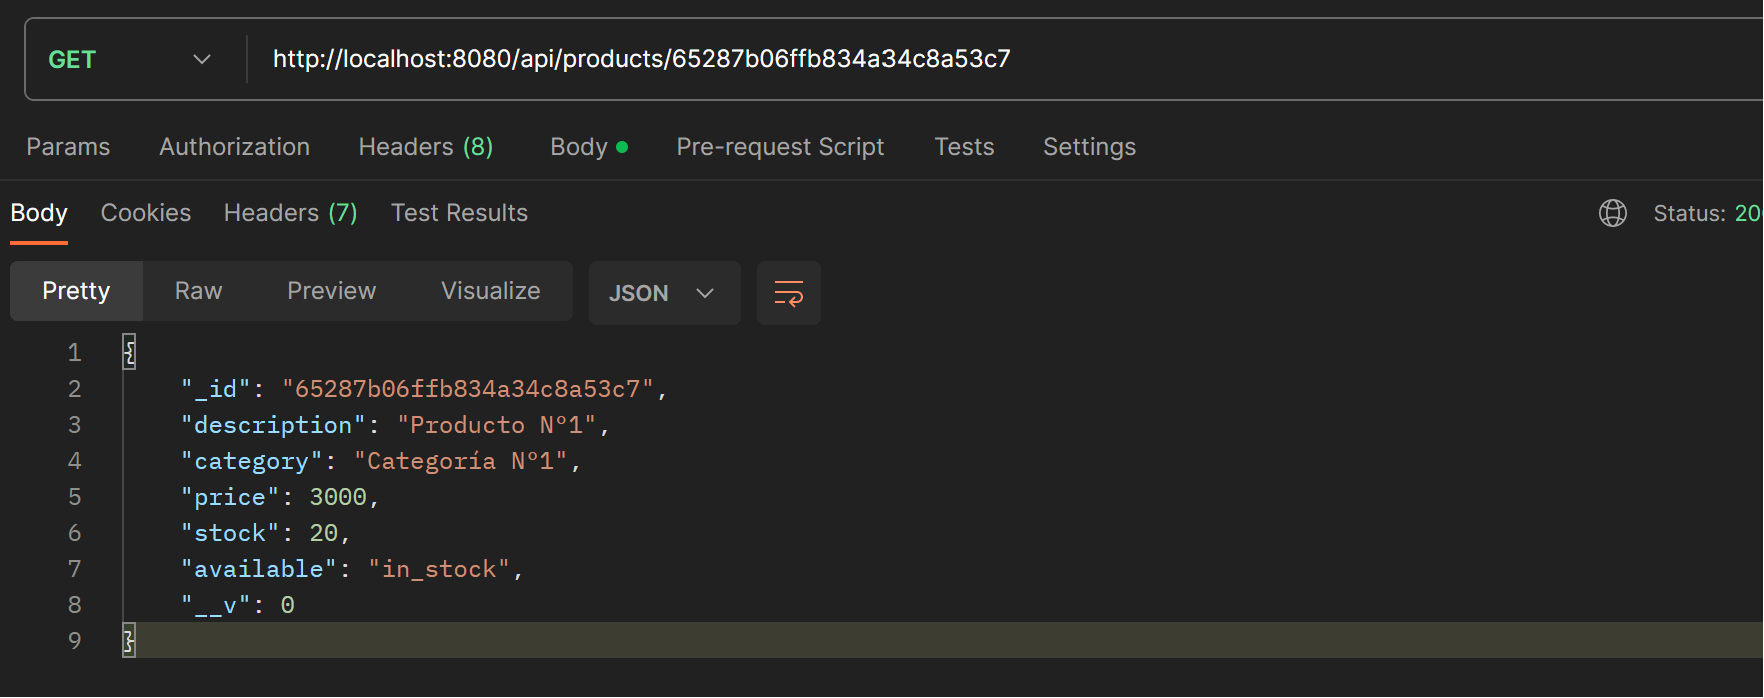 GET http://localhost:8080/api/products/65287b06ffb834a34c8a53c7
Params Authorization Headers (8) Body Pre-request Script Tests Settings
Body Cookies Headers (7) Test Results Status: 20
Pretty Raw Preview Visualize JSON
1 {
2 "_id": "65287b06ffb834a34c8a53c7",
3 "description": "Producto N°1",
4 "category": "Categoría N°1",
5 "price": 3000,
6 "stock": 20,
7 "available": "in_stock",
8 "__v": 0
9 }